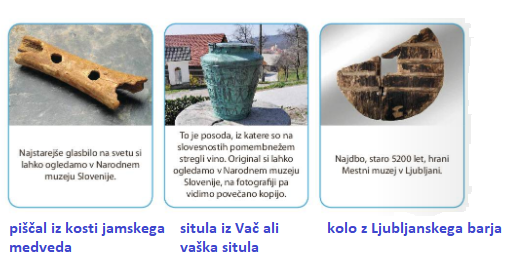 Najstarejše glasbilo na svetu si
lahko ogledamo v Narodnem
muzeju Slovenije.
To je posoda, iz katere so na
slovesnostih pomembnežem
stregli vino. Original si lahko
ogledamo v Narodnem muzeju
Slovenije, na fotografiji pa
vidimo povečano kopijo.
Najdbo, staro 5200 let, hrani
Mestni muzej v Ljubljani.
piščal iz kosti jamskega
medveda
situla iz Vač ali
vaška situla
kolo z Ljubljanskega barja